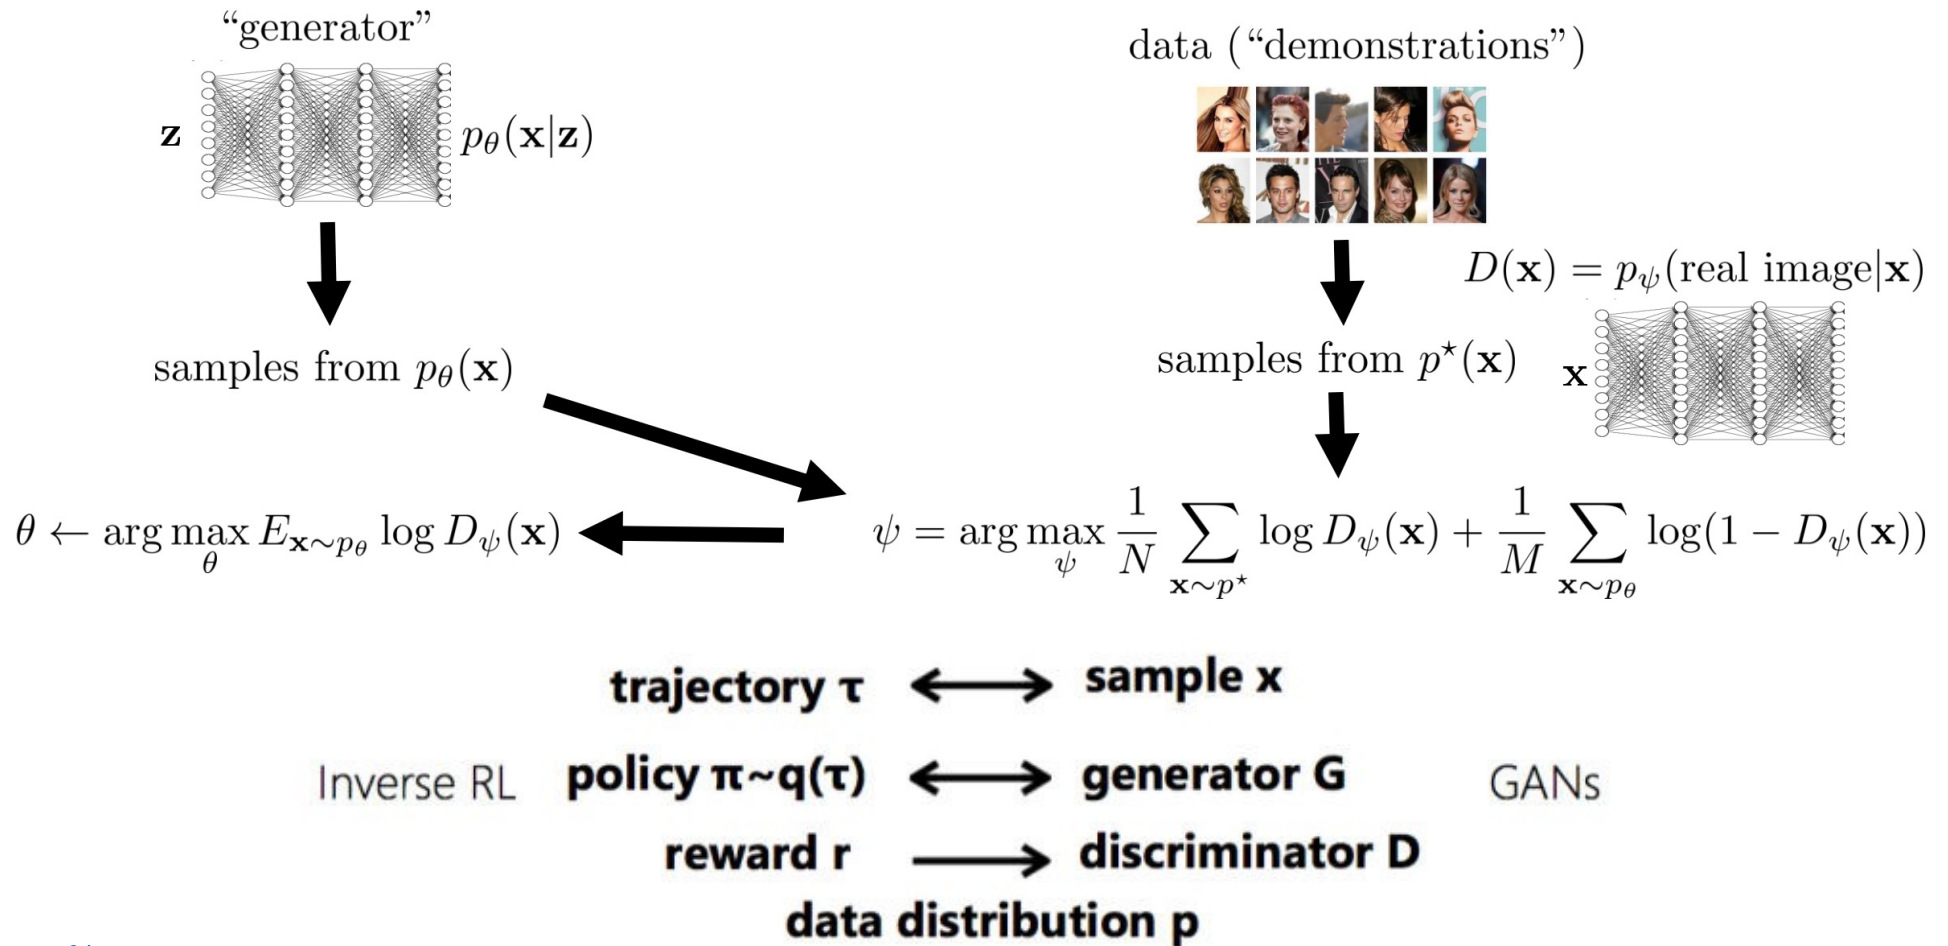 “generator”
z
pθ(x|z)
data (“demonstrations”)
D(x) = pψ(real image|x)
samples from pθ(x)
samples from p⋆(x)
x
θ ← arg max_θ E_{x∼pθ} log Dψ(x)
ψ = arg max_ψ 1/N ∑_{x∼p⋆} log Dψ(x) + 1/M ∑_{x∼pθ} log(1 − Dψ(x))
trajectory τ ⟷ sample x
Inverse RL policy π~q(τ) ⟷ generator G GANs
reward r ⟶ discriminator D
data distribution p